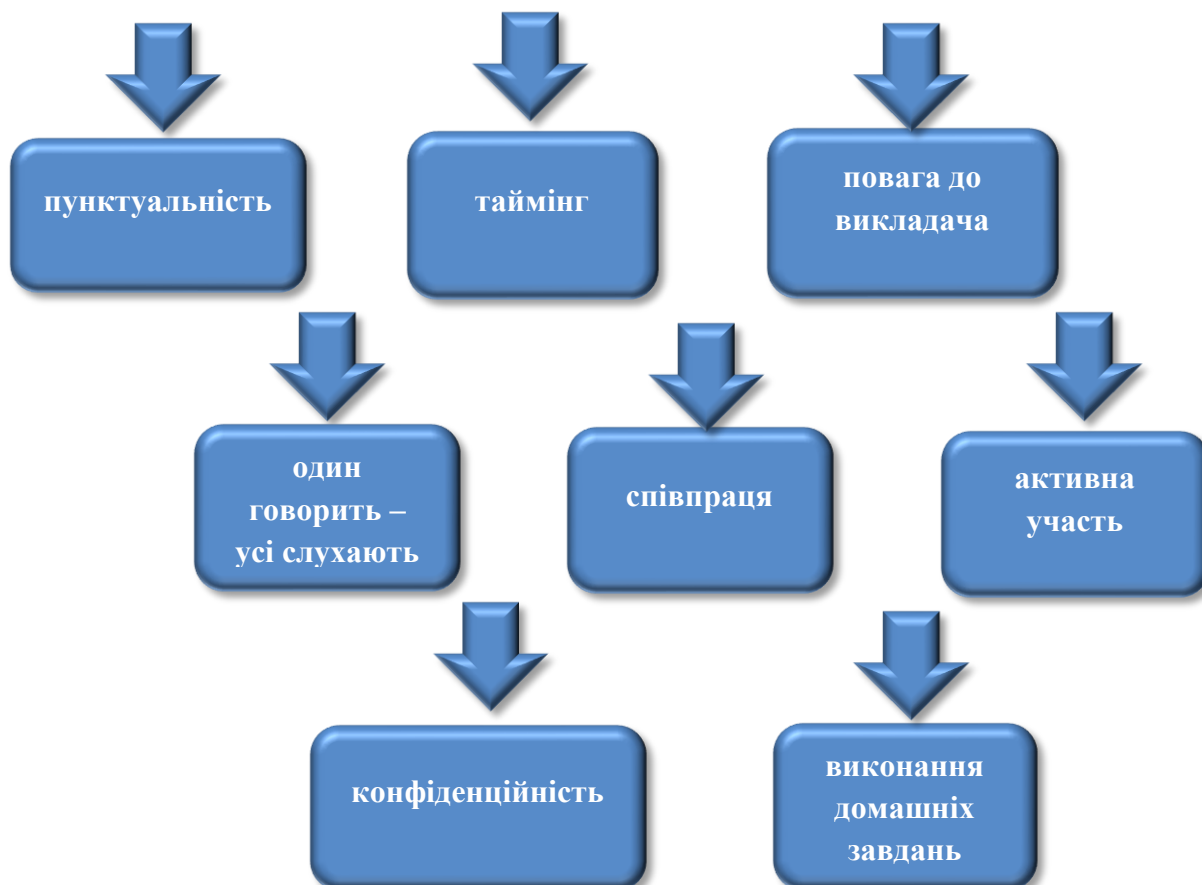 пунктуальність
таймінг
повага до
викладача
один
говорить –
усі слухають
співпраця
активна
участь
конфіденційність
виконання
домашніх
завдань